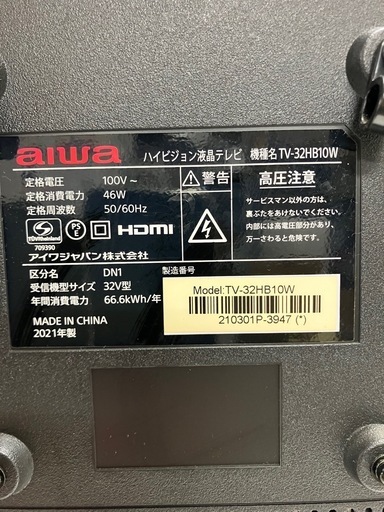 aiwa
ハイビジョン液晶テレビ 機種名 TV-32HB10W
定格電圧 100V～
定格消費電力 46W
定格周波数 50/60Hz
TÜVRheinland
709390
PS
E
HDMI
アイワジャパン株式会社
区分名 DN1
受信機型サイズ 32V型
年間消費電力 66.6kWh/年
MADE IN CHINA
2021年製
警告 高圧注意
サービスマン以外の方は、
裏ぶたをあけないでください。
内部には高電圧部分があり、
万一さわると危険です。
製造番号
Model:TV-32HB10W
210301P-3947 (*)